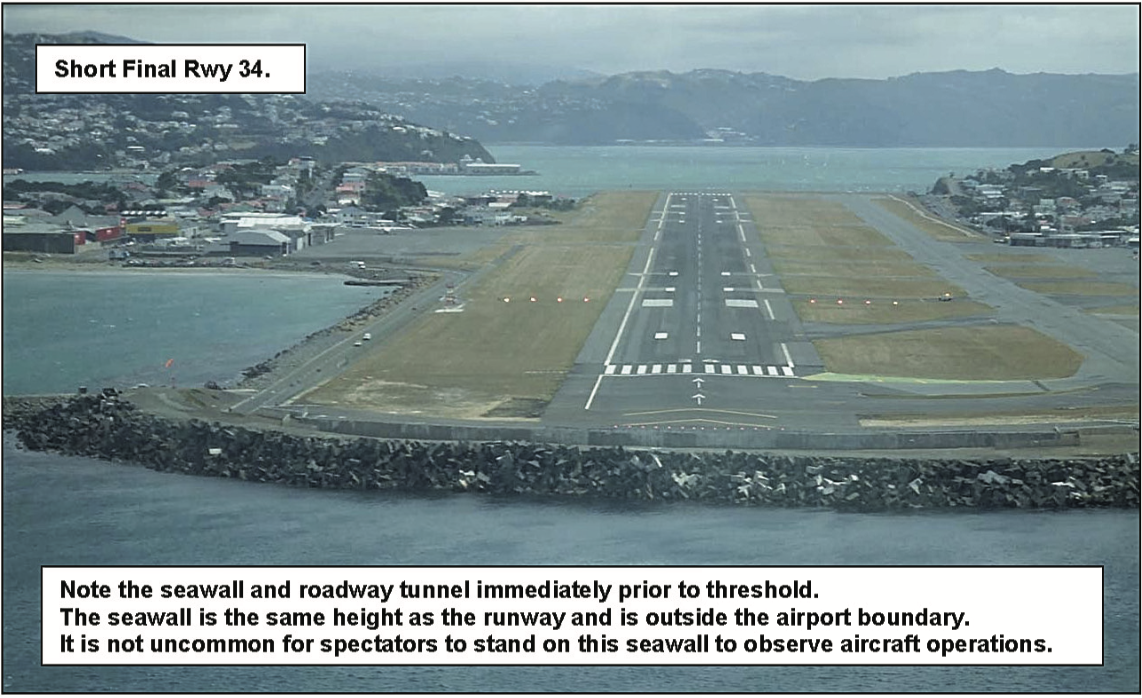 Short Final Rwy 34.
Note the seawall and roadway tunnel immediately prior to threshold.
The seawall is the same height as the runway and is outside the airport boundary.
It is not uncommon for spectators to stand on this seawall to observe aircraft operations.